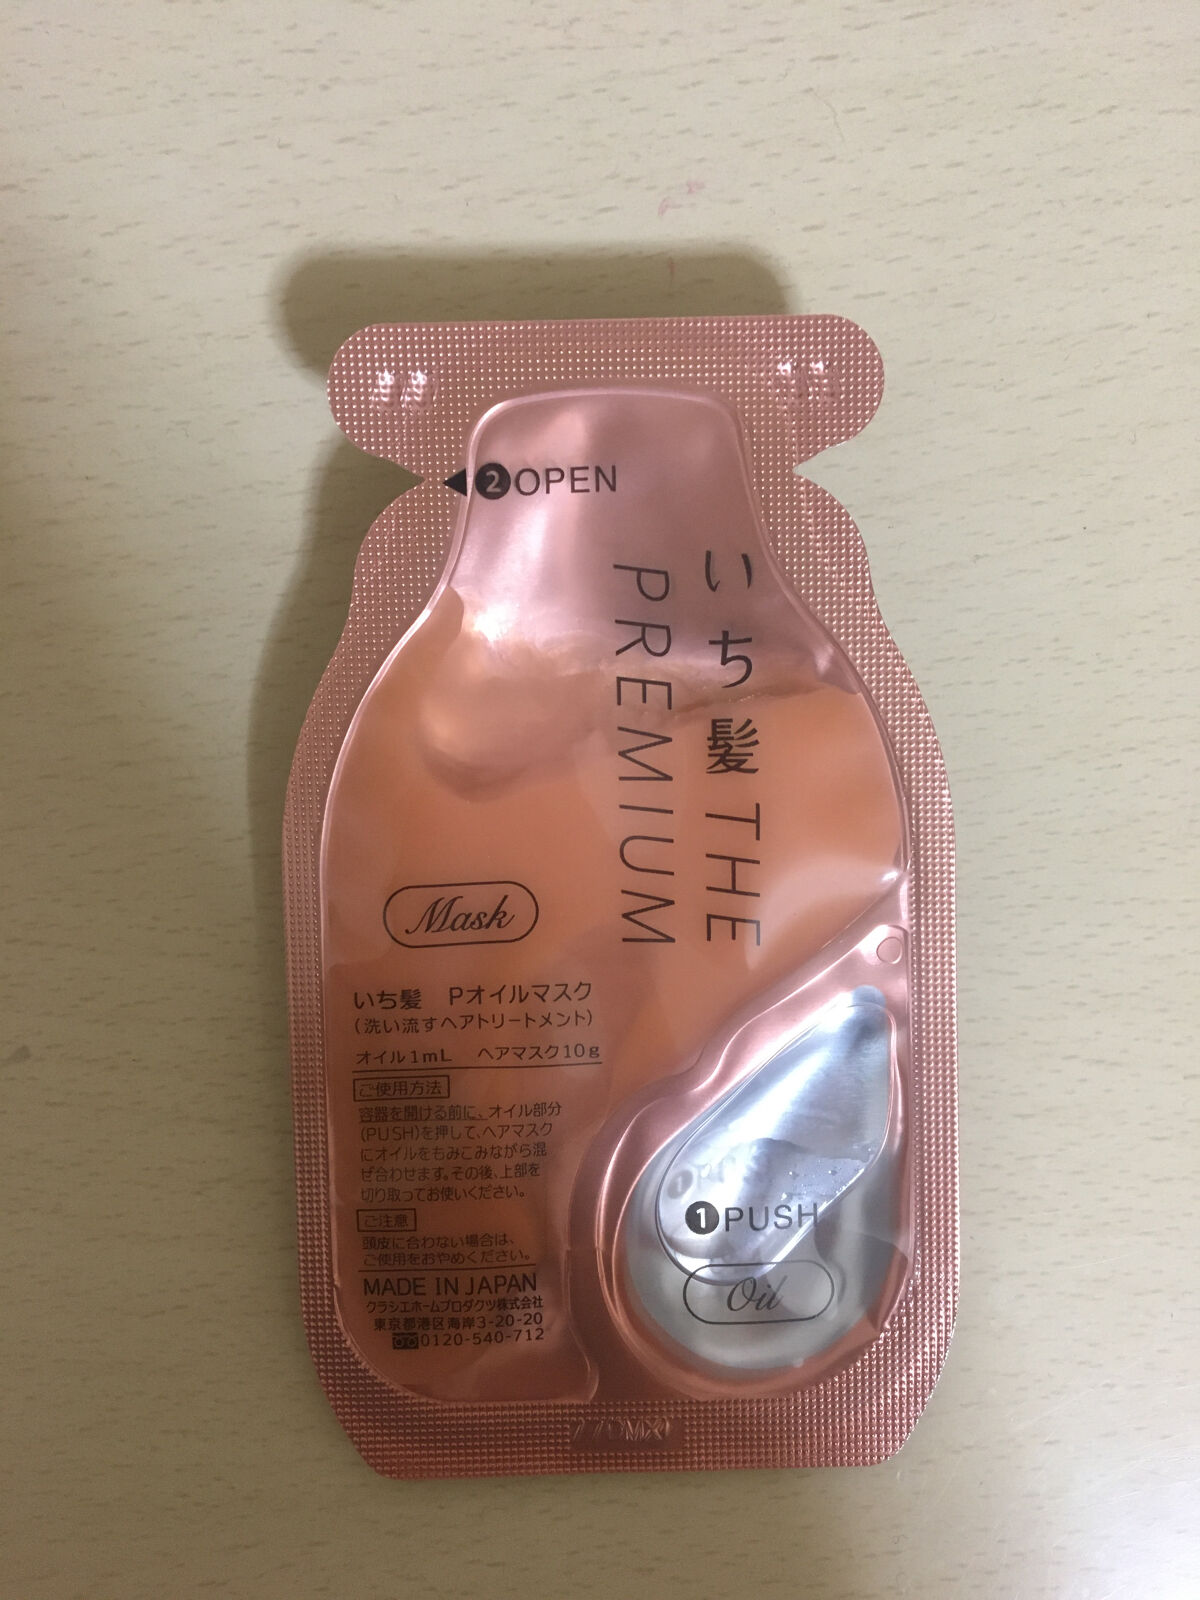 ❷OPEN
いち髪 THE
PREMIUM
Mask
いち髪 Pオイルマスク
(洗い流すヘアトリートメント)
オイル1mL ヘアマスク10g
ご使用方法
容器を開ける前に、オイル部分
(PUSH)を押して、ヘアマスク
にオイルをもみこみながら混
ぜ合わせます。その後、上部を
切り取ってお使いください。
ご注意
頭皮に合わない場合は、
ご使用をおやめください。
MADE IN JAPAN
クラシエホームプロダクツ株式会社
東京都港区海岸3-20-20
0120-540-712
❶PUSH
Oil